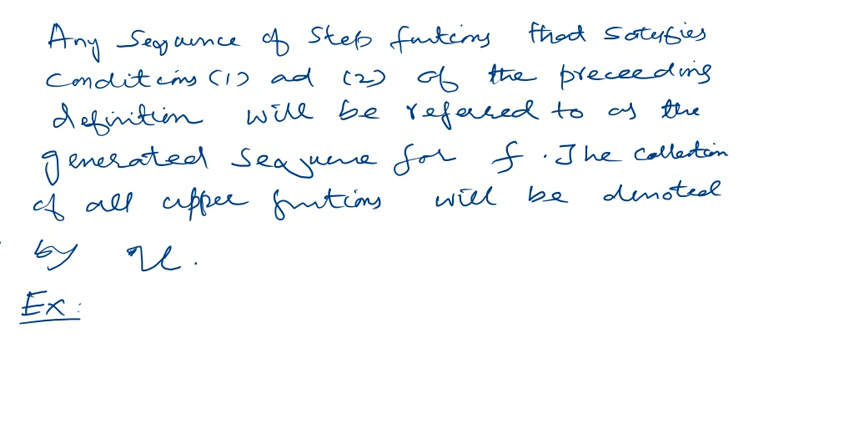 Any Sequence of Step functions that satisfies
conditions (1) and (2) of the preceeding
definition will be refered to as the
generated sequence for f. The collection
of all upper functions will be denoted
by U.
Ex: